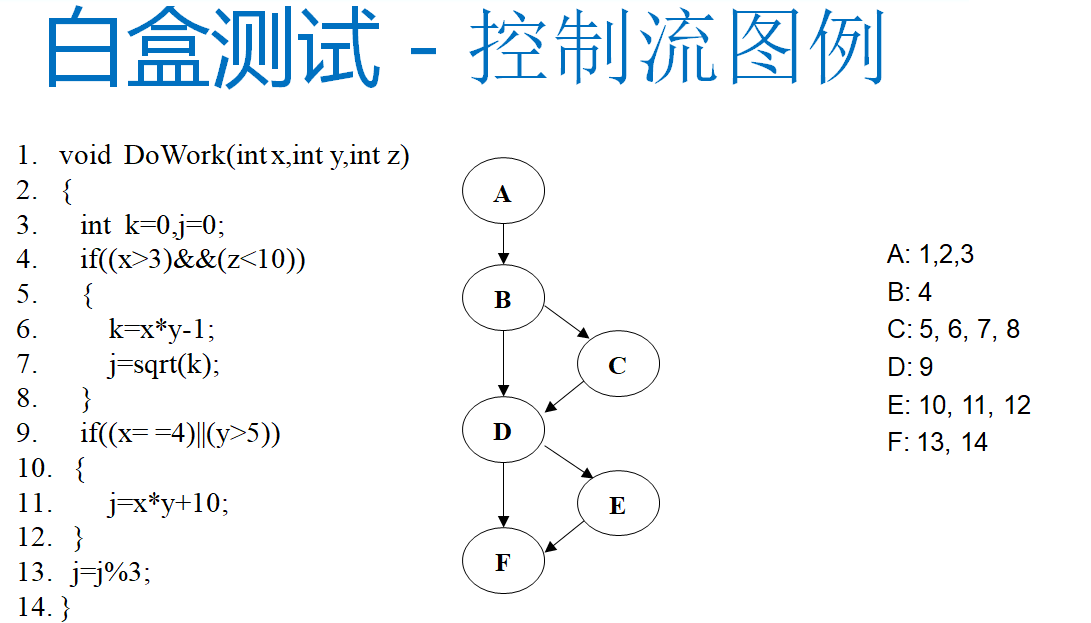 白盒测试 - 控制流图例
1. void DoWork(int x,int y,int z)
2. {
3. int k=0,j=0;
4. if((x>3)&&(z<10))
5. {
6. k=x*y-1;
7. j=sqrt(k);
8. }
9. if((x= =4)||(y>5))
10. {
11. j=x*y+10;
12. }
13. j=j%3;
14. }
A
B
C
D
E
F
A: 1,2,3
B: 4
C: 5, 6, 7, 8
D: 9
E: 10, 11, 12
F: 13, 14